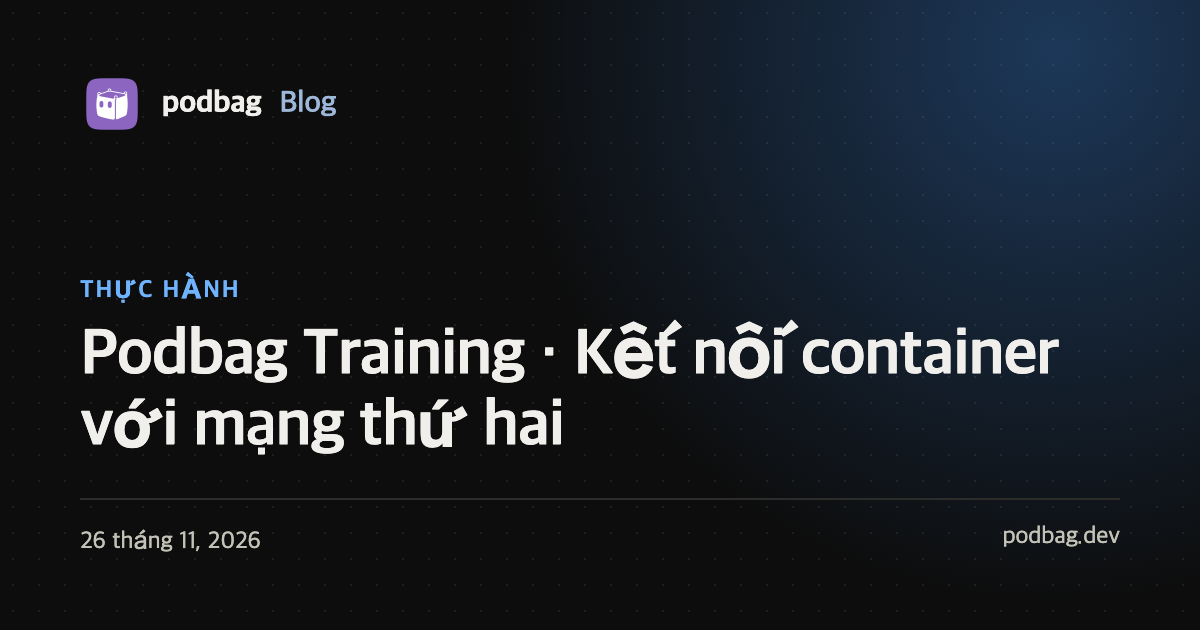 podbag Blog
THỰC HÀNH
Podbag Training · Kết nối container
với mạng thứ hai
26 tháng 11, 2026
podbag.dev